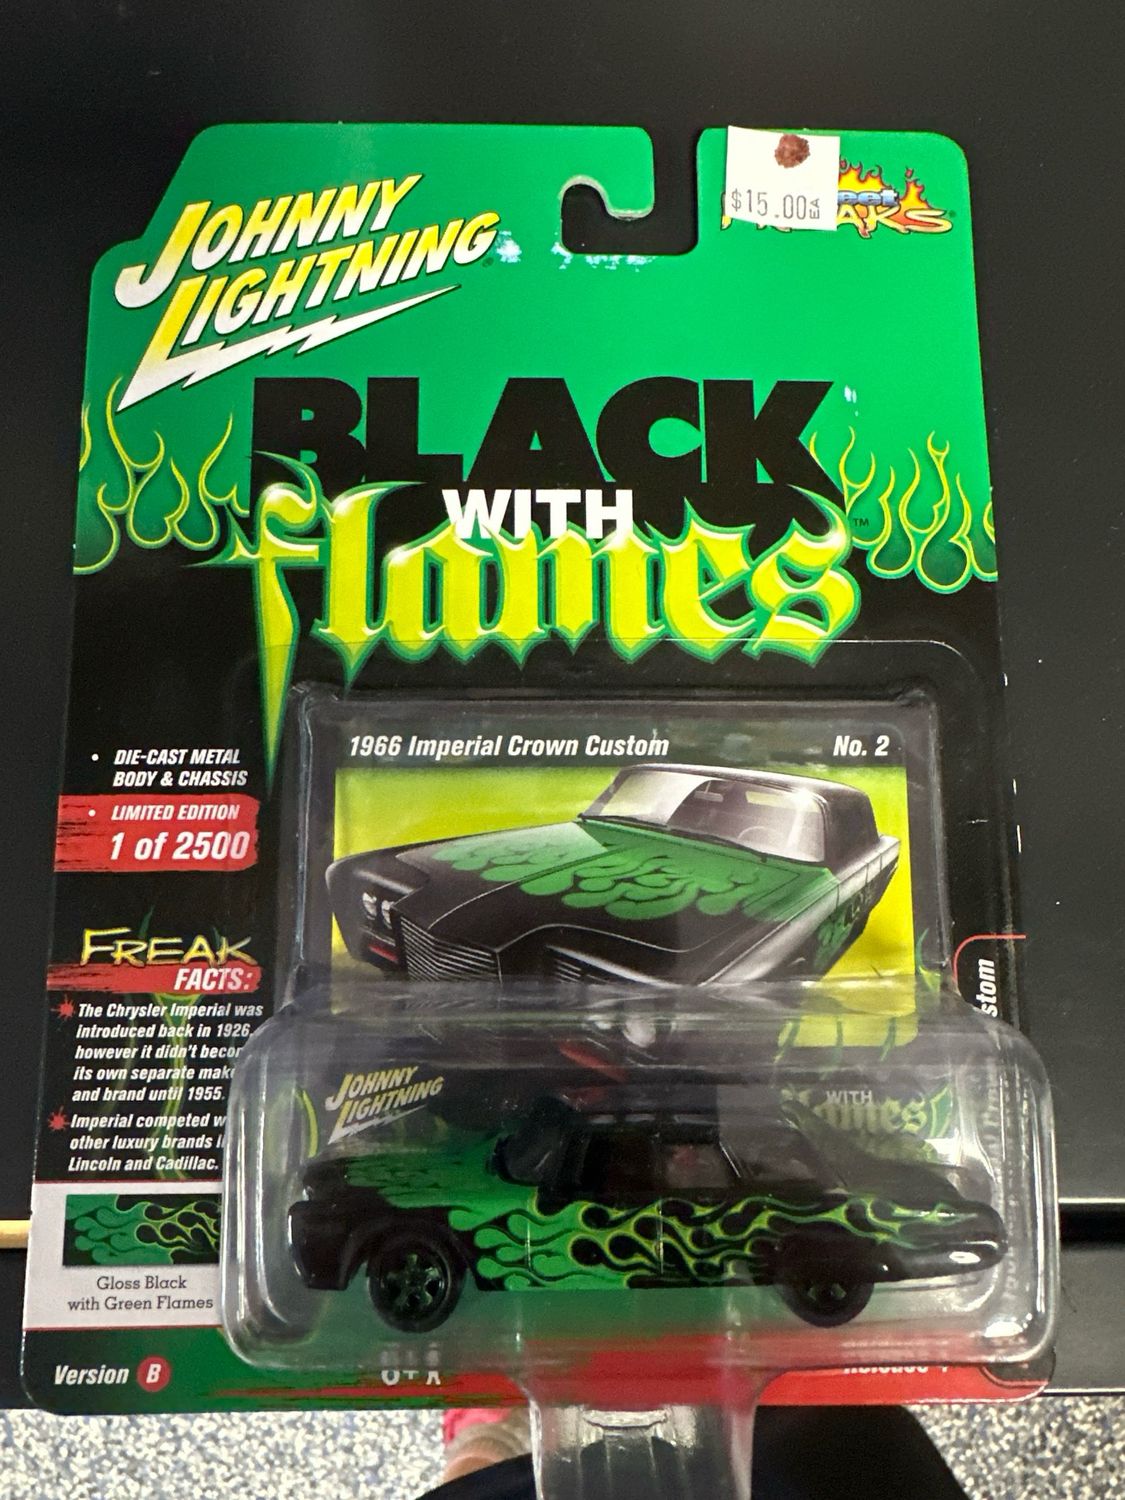 JOHNNY
LIGHTNING
$15.00 EA
BLACK
WITH
flames
TM
1966 Imperial Crown Custom
No. 2
• DIE-CAST METAL
BODY & CHASSIS
• LIMITED EDITION
1 of 2500
FREAK
FACTS:
The Chrysler Imperial was
introduced back in 1926,
however it didn't
its own separate
and brand until 1955.
Imperial competed
other luxury brands
Lincoln and Cadillac.
JOHNNY
LIGHTNING
WITH
flames
Gloss Black
with Green Flames
Version B